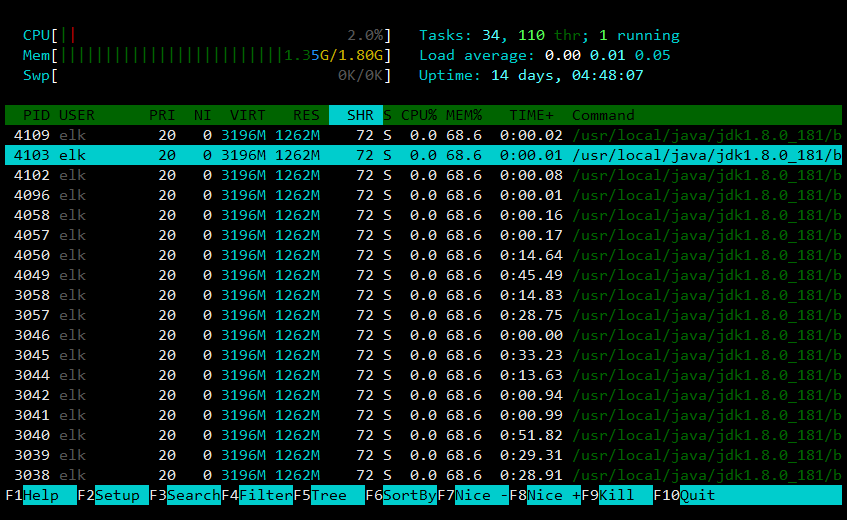 CPU[|| 2.0%] Tasks: 34, 110 thr; 1 running
Mem[|||||||||||||||||||||||||1.35G/1.80G] Load average: 0.00 0.01 0.05
Swp[ 0K/0K] Uptime: 14 days, 04:48:07
PID USER PRI NI VIRT RES SHR S CPU% MEM% TIME+ Command
4109 elk 20 0 3196M 1262M 72 S 0.0 68.6 0:00.02 /usr/local/java/jdk1.8.0_181/b
4103 elk 20 0 3196M 1262M 72 S 0.0 68.6 0:00.01 /usr/local/java/jdk1.8.0_181/b
4102 elk 20 0 3196M 1262M 72 S 0.0 68.6 0:00.08 /usr/local/java/jdk1.8.0_181/b
4096 elk 20 0 3196M 1262M 72 S 0.0 68.6 0:00.01 /usr/local/java/jdk1.8.0_181/b
4058 elk 20 0 3196M 1262M 72 S 0.0 68.6 0:00.16 /usr/local/java/jdk1.8.0_181/b
4057 elk 20 0 3196M 1262M 72 S 0.0 68.6 0:00.17 /usr/local/java/jdk1.8.0_181/b
4050 elk 20 0 3196M 1262M 72 S 0.0 68.6 0:14.64 /usr/local/java/jdk1.8.0_181/b
4049 elk 20 0 3196M 1262M 72 S 0.0 68.6 0:45.49 /usr/local/java/jdk1.8.0_181/b
3058 elk 20 0 3196M 1262M 72 S 0.0 68.6 0:14.83 /usr/local/java/jdk1.8.0_181/b
3057 elk 20 0 3196M 1262M 72 S 0.0 68.6 0:28.75 /usr/local/java/jdk1.8.0_181/b
3046 elk 20 0 3196M 1262M 72 S 0.0 68.6 0:00.00 /usr/local/java/jdk1.8.0_181/b
3045 elk 20 0 3196M 1262M 72 S 0.0 68.6 0:33.23 /usr/local/java/jdk1.8.0_181/b
3044 elk 20 0 3196M 1262M 72 S 0.0 68.6 0:13.63 /usr/local/java/jdk1.8.0_181/b
3042 elk 20 0 3196M 1262M 72 S 0.0 68.6 0:00.94 /usr/local/java/jdk1.8.0_181/b
3041 elk 20 0 3196M 1262M 72 S 0.0 68.6 0:00.99 /usr/local/java/jdk1.8.0_181/b
3040 elk 20 0 3196M 1262M 72 S 0.0 68.6 0:51.82 /usr/local/java/jdk1.8.0_181/b
3039 elk 20 0 3196M 1262M 72 S 0.0 68.6 0:29.31 /usr/local/java/jdk1.8.0_181/b
3038 elk 20 0 3196M 1262M 72 S 0.0 68.6 0:28.91 /usr/local/java/jdk1.8.0_181/b
F1Help F2Setup F3SearchF4FilterF5Tree F6SortByF7Nice -F8Nice +F9Kill F10Quit